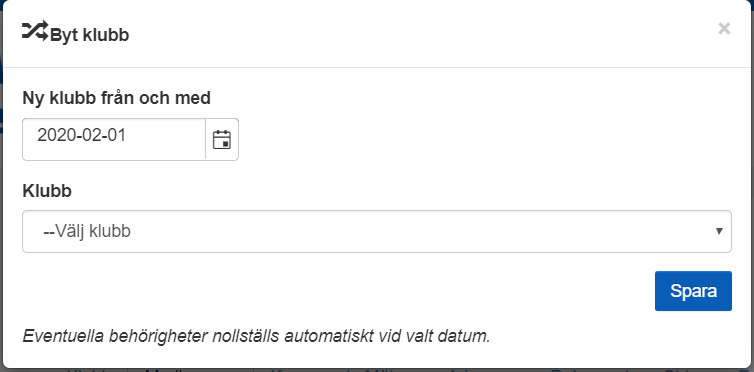 Byt klubb
×
Ny klubb från och med
2020-02-01
Klubb
--Välj klubb
Spara
Eventuella behörigheter nollställs automatiskt vid valt datum.